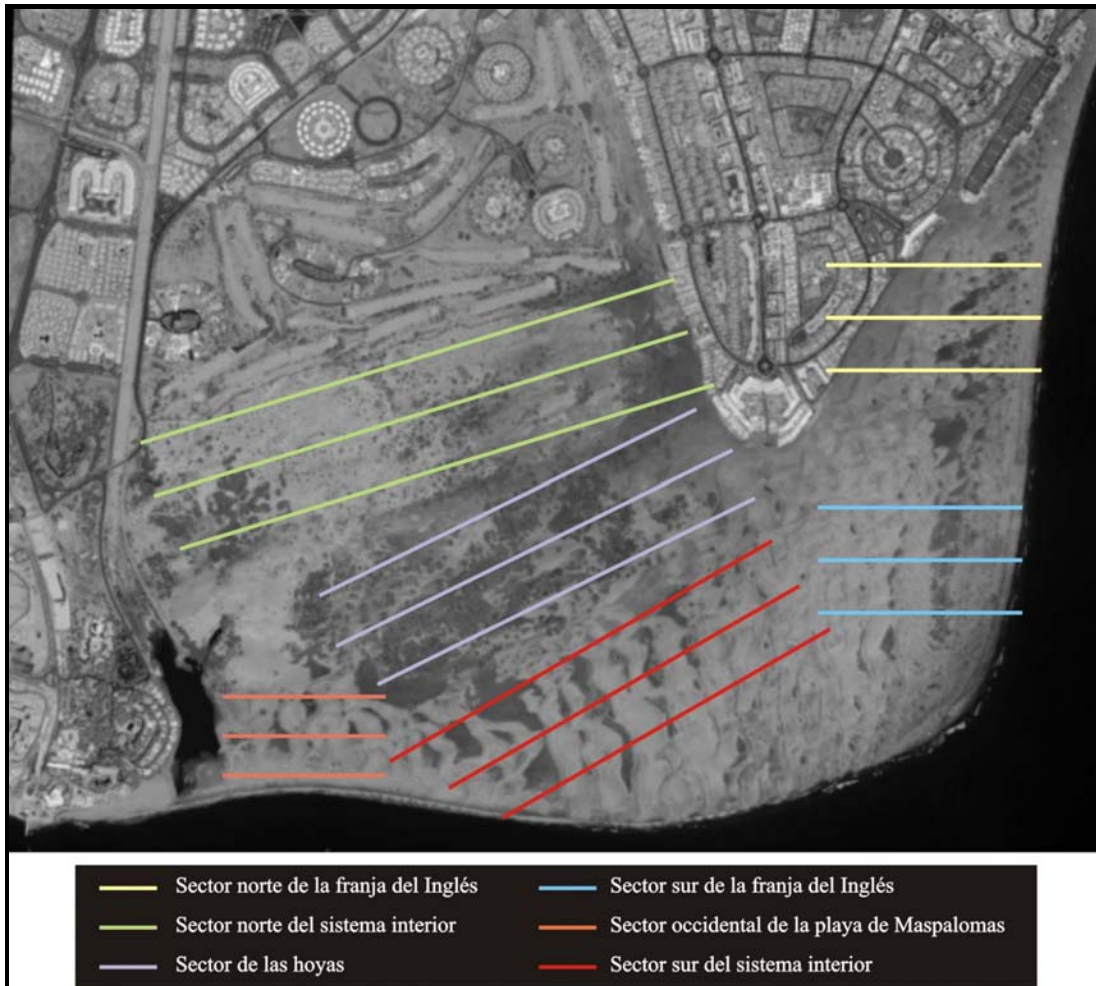 Sector norte de la franja del Inglés
Sector norte del sistema interior
Sector de las hoyas
Sector sur de la franja del Inglés
Sector occidental de la playa de Maspalomas
Sector sur del sistema interior